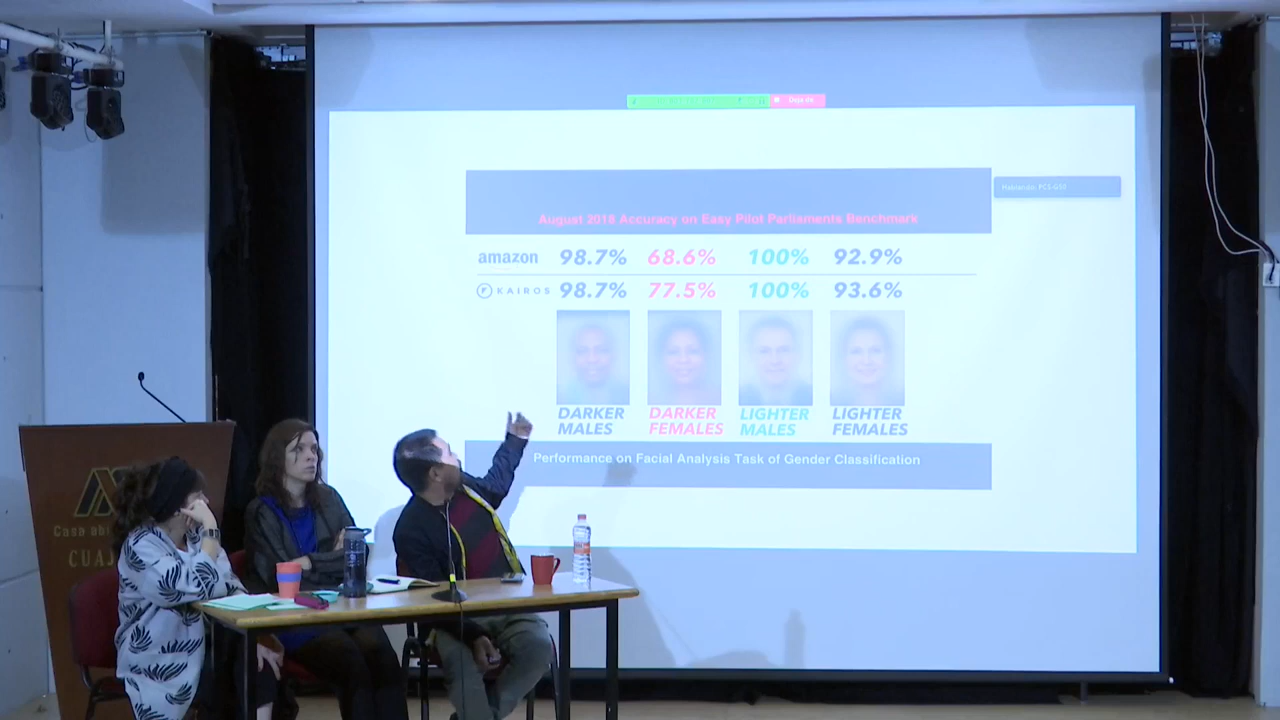 August 2018 Accuracy on Easy Pilot Parliaments Benchmark
amazon 98.7% 68.6% 100% 92.9%
KAIROS 98.7% 77.5% 100% 93.6%
DARKER MALES
DARKER FEMALES
LIGHTER MALES
LIGHTER FEMALES
Performance on Facial Analysis Task of Gender Classification
Casa
CUAJ